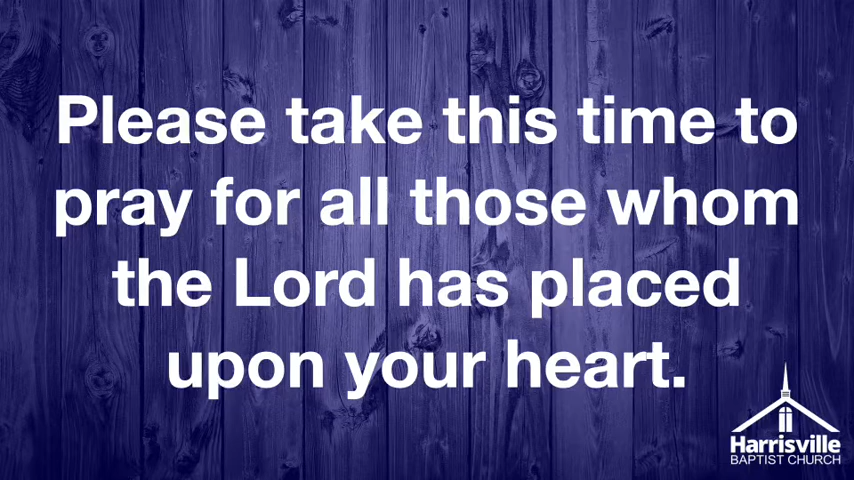 Please take this time to
pray for all those whom
the Lord has placed
upon your heart.
Harrisville
BAPTIST CHURCH